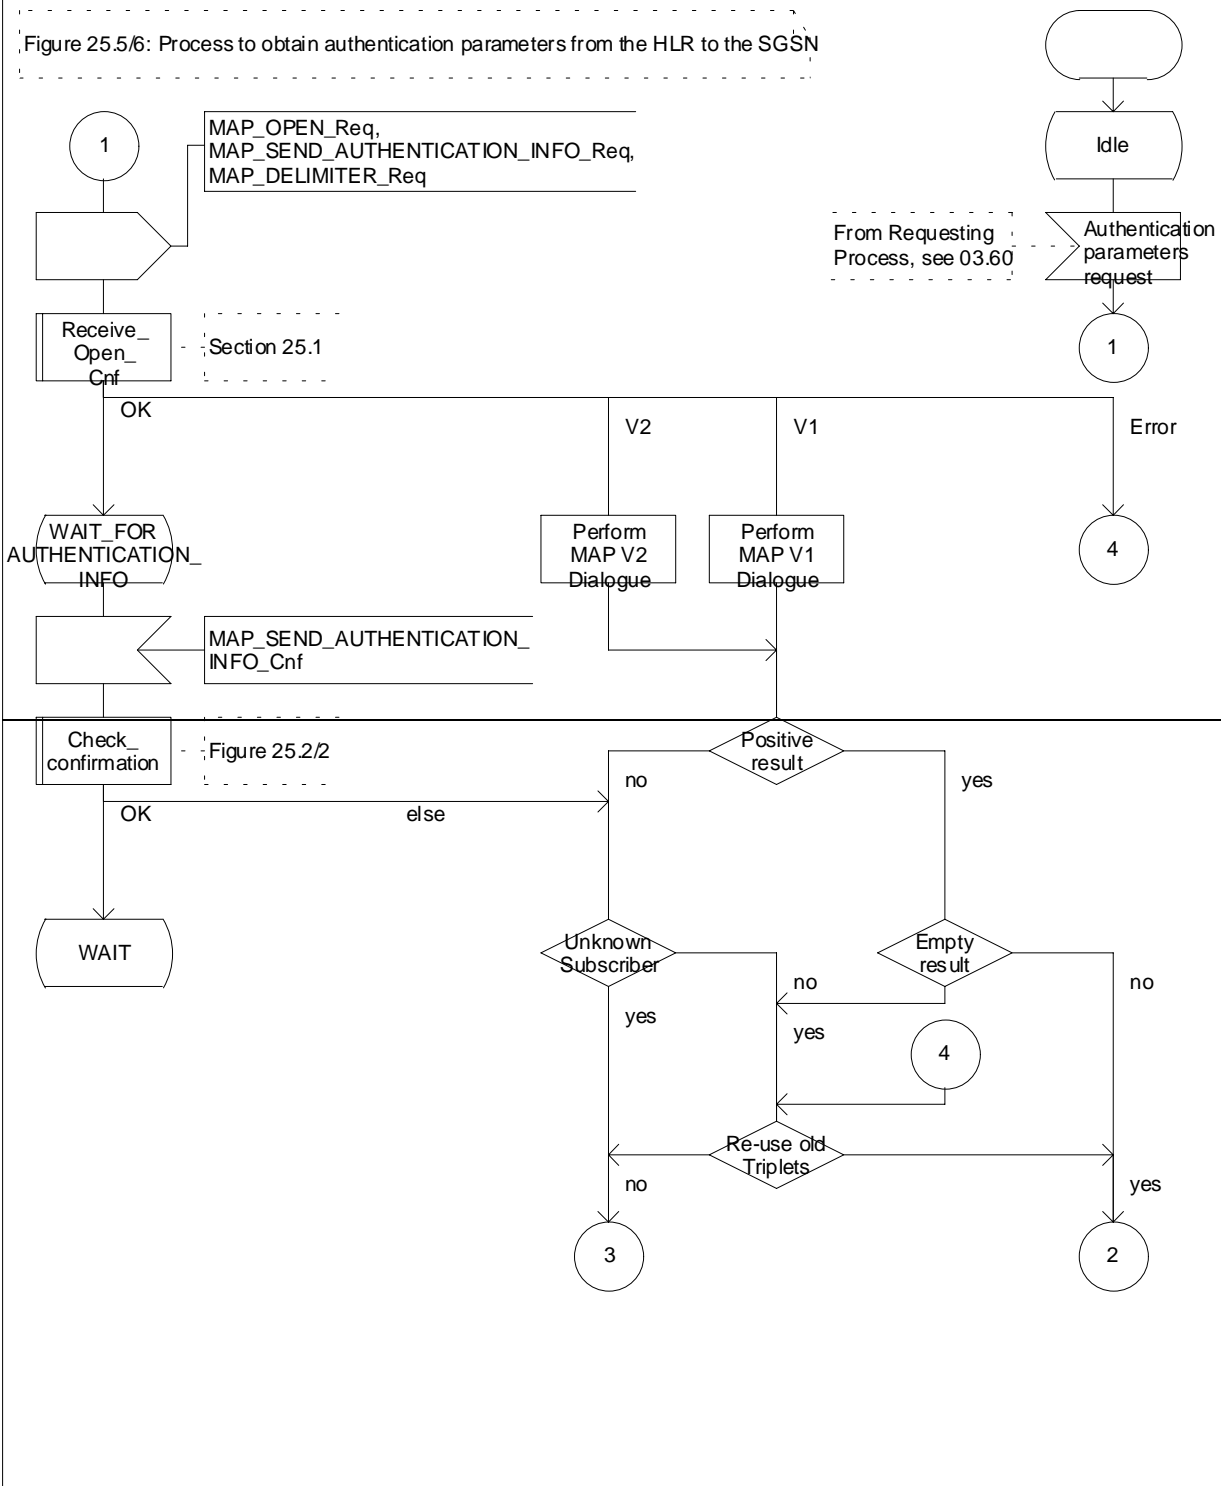 Figure 25.5/6: Process to obtain authentication parameters from the HLR to the SGSN
1
MAP_OPEN_Req,
MAP_SEND_AUTHENTICATION_INFO_Req,
MAP_DELIMITER_Req
Idle
From Requesting
Process, see 03.60
Authentication
parameters
request
Receive_
Open_
Cnf
Section 25.1
1
OK
V2
V1
Error
WAIT_FOR
AUTHENTICATION_
INFO
Perform
MAP V2
Dialogue
Perform
MAP V1
Dialogue
4
MAP_SEND_AUTHENTICATION_
INFO_Cnf
Check_
confirmation
Figure 25.2/2
Positive
result
no
yes
OK
else
WAIT
Unknown
Subscriber
Empty
result
no
no
yes
yes
4
Re-use old
Triplets
no
yes
3
2